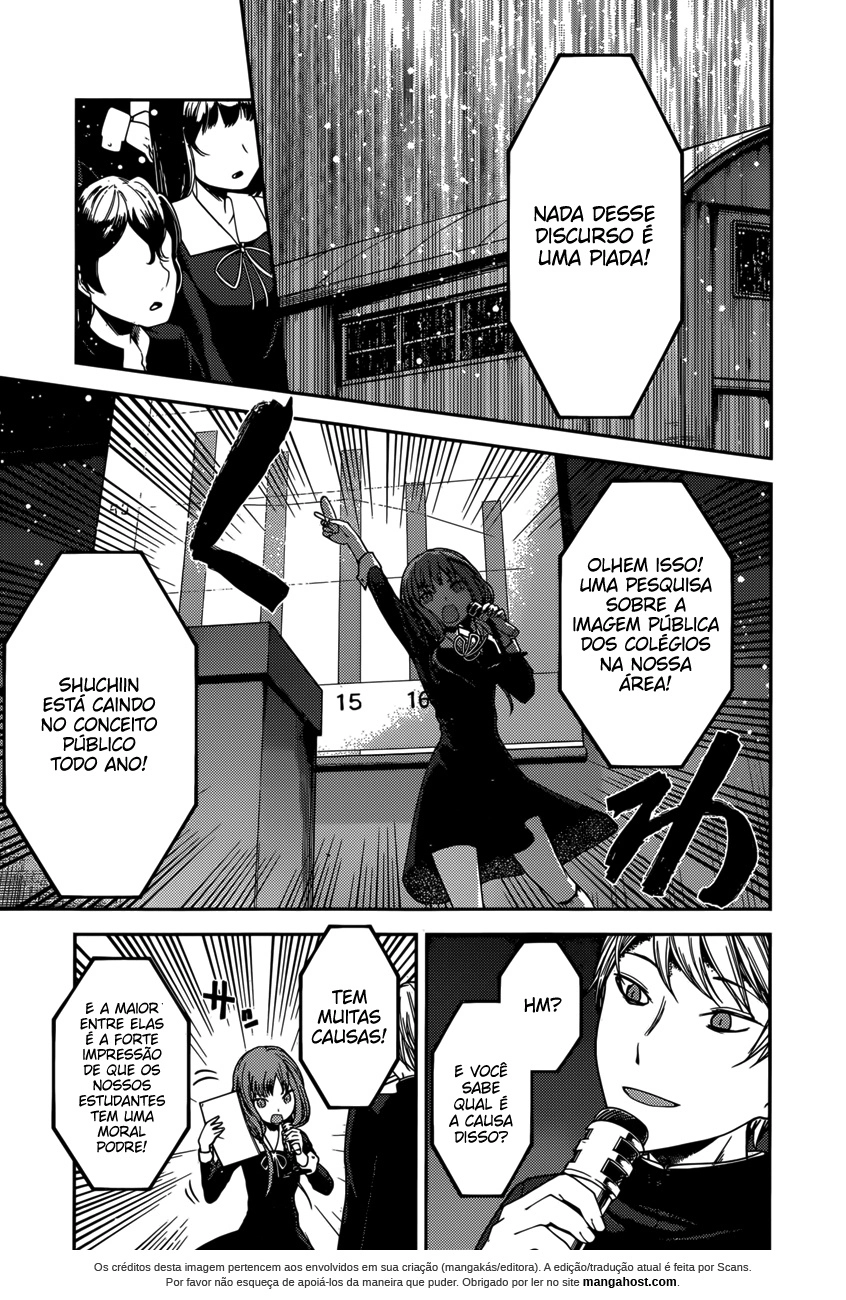 NADA DESSE
DISCURSO É
UMA PIADA!
OLHEM ISSO!
UMA PESQUISA
SOBRE A
IMAGEM PÚBLICA
DOS COLÉGIOS
NA NOSSA
ÁREA!
く
わ
15 16
SHUCHIIN
ESTÁ CAINDO
NO CONCEITO
PÚBLICO
TODO ANO!
HM?
E VOCÊ
SABE
QUAL É
A CAUSA
DISSO?
TEM
MUITAS
CAUSAS!
E A MAIOR
ENTRE ELAS
É A FORTE
IMPRESSÃO
DE QUE OS
NOSSOS
ESTUDANTES
TEM UMA
MORAL
PODRE!
Os créditos desta imagem pertencem aos envolvidos em sua criação (mangakás/editora). A edição/tradução atual é feita por Scans.
Por favor não esqueça de apoiá-los da maneira que puder. Obrigado por ler no site mangahost.com.